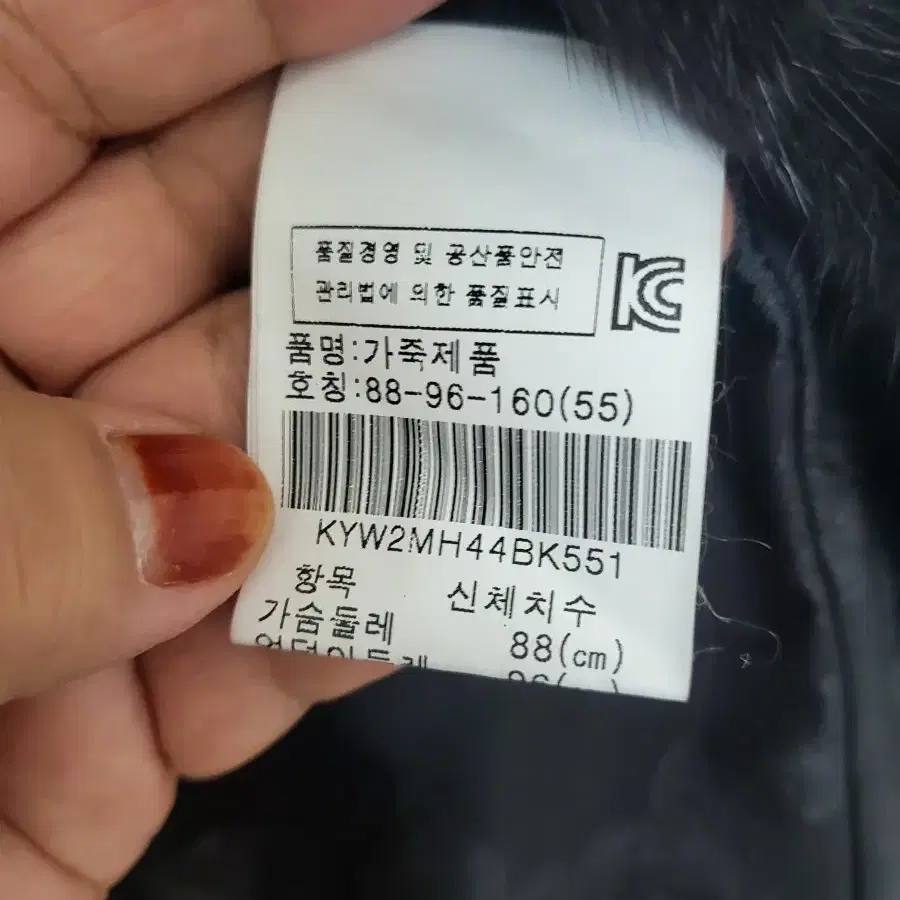 품질경영 및 공산품안전
관리법에 의한 품질표시
KC
품명:가죽제품
호칭:88-96-160(55)
KYW2MH44BK551
항목 신체치수
가슴둘레 88(cm)